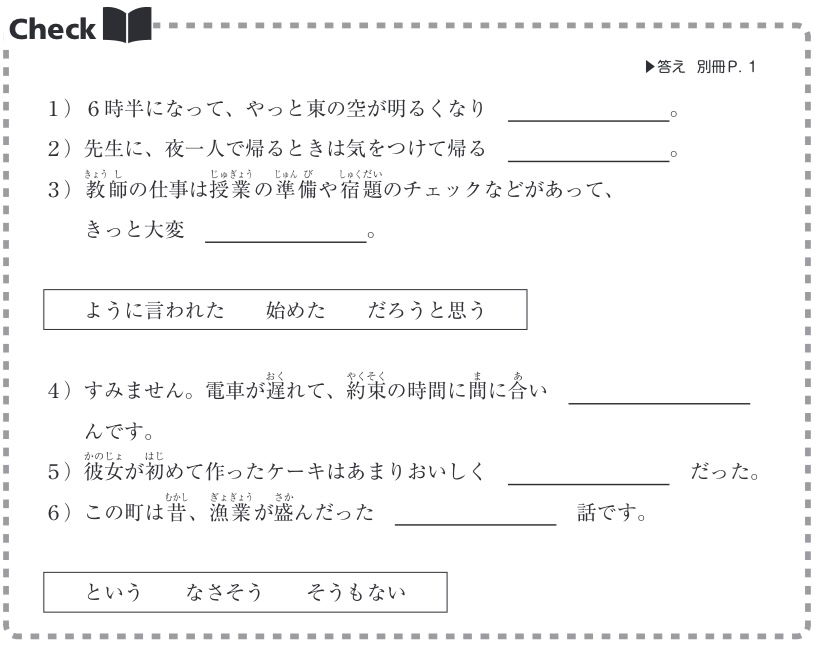 Check
▶答え 別冊P. 1
1）6時半になって、やっと東の空が明るくなり ＿＿＿＿＿＿＿＿。
2）先生に、夜一人で帰るときは気をつけて帰る ＿＿＿＿＿＿＿＿。
きょう し じゅぎょう じゅん び しゅくだい
3）教師の仕事は授業の準備や宿題のチェックなどがあって、
きっと大変 ＿＿＿＿＿＿＿＿。
ように言われた 始めた だろうと思う
おく やくそく ま あ
4）すみません。電車が遅れて、約束の時間に間に合い ＿＿＿＿＿＿＿＿
んです。
かのじょ はじ
5）彼女が初めて作ったケーキはあまりおいしく ＿＿＿＿＿＿＿＿ だった。
むかし ぎょぎょう さか
6）この町は昔、漁業が盛んだった ＿＿＿＿＿＿＿＿ 話です。
という なさそう そうもない